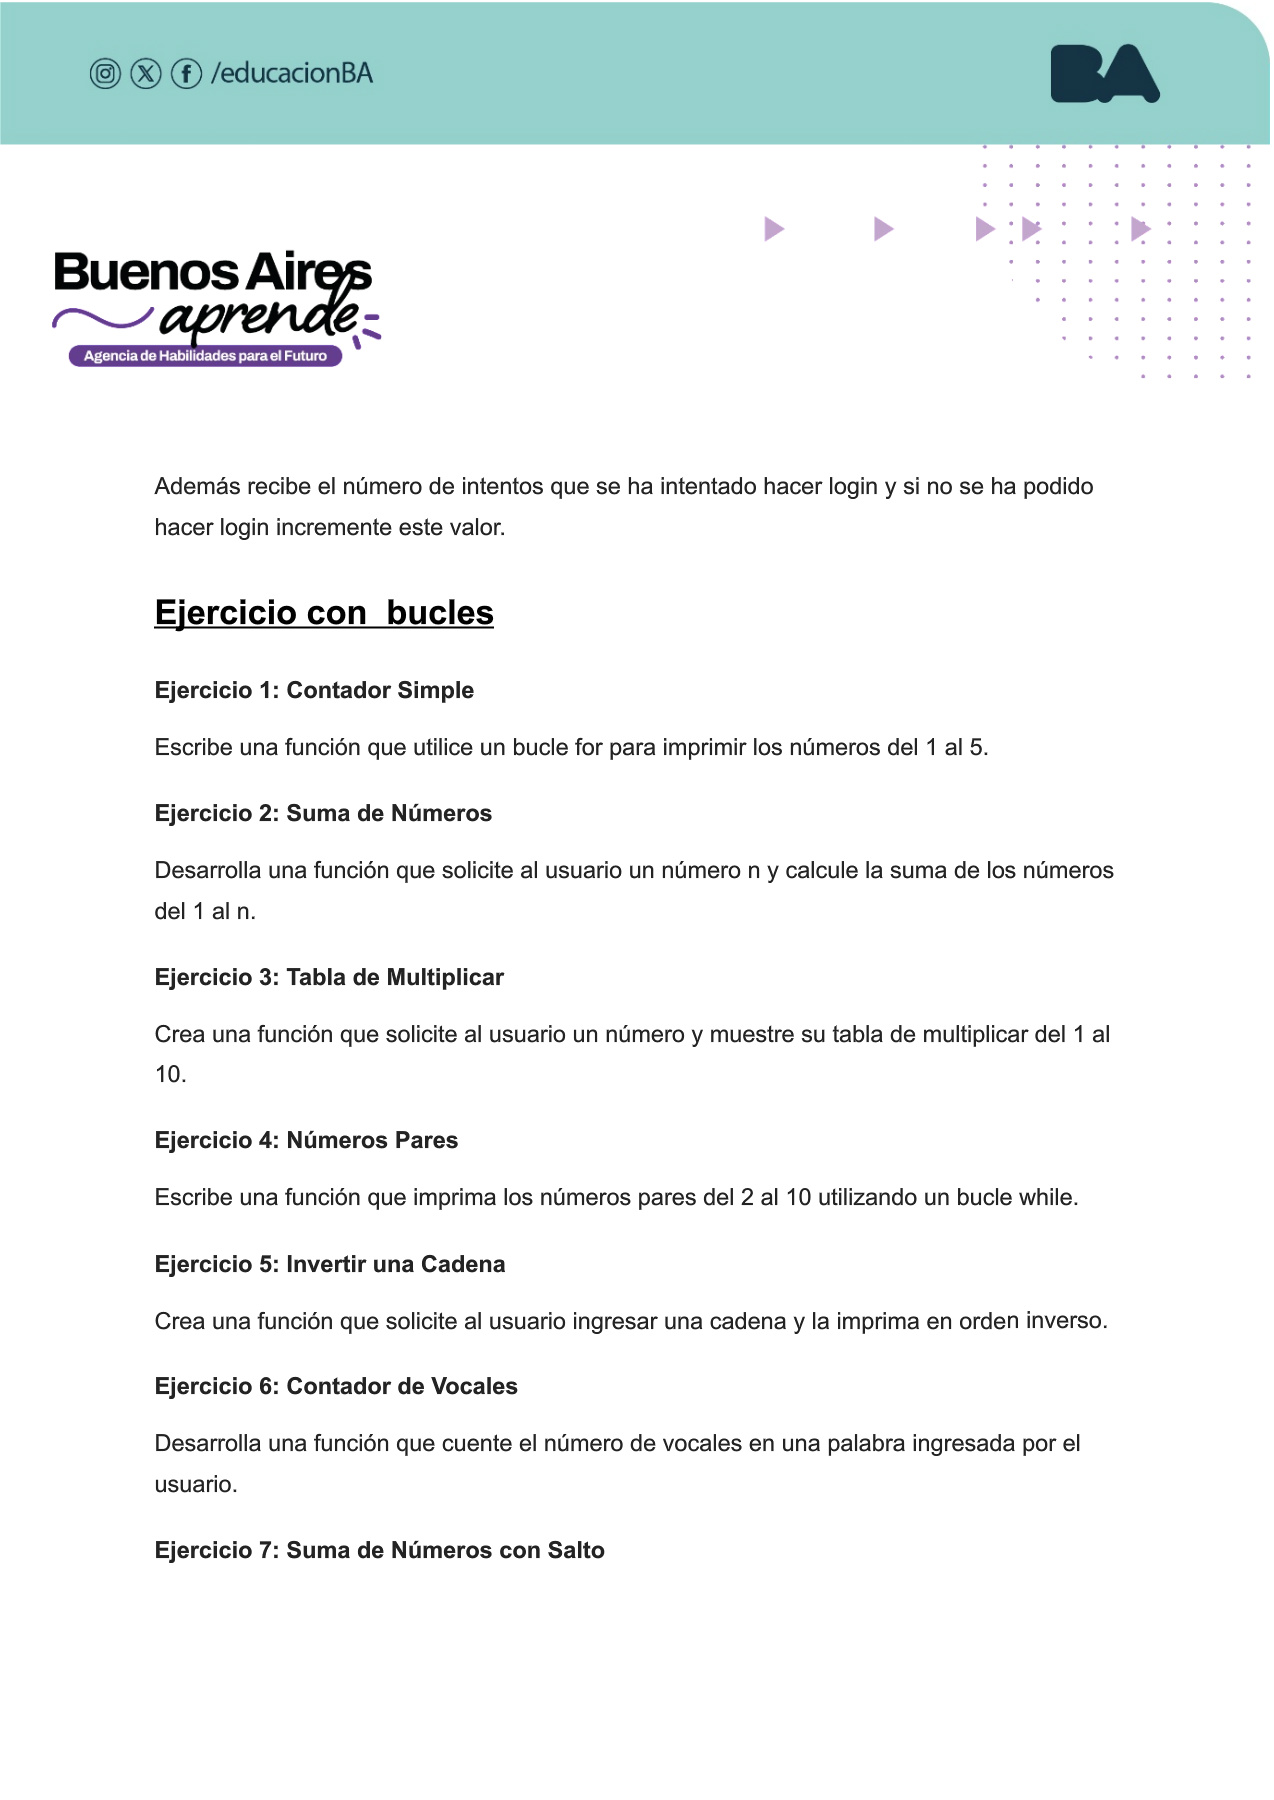 /educacionBA
BA
Buenos Aires
aprende
Agencia de Habilidades para el Futuro
Además recibe el número de intentos que se ha intentado hacer login y si no se ha podido
hacer login incremente este valor.
Ejercicio con  bucles
Ejercicio 1: Contador Simple
Escribe una función que utilice un bucle for para imprimir los números del 1 al 5.
Ejercicio 2: Suma de Números
Desarrolla una función que solicite al usuario un número n y calcule la suma de los números
del 1 al n.
Ejercicio 3: Tabla de Multiplicar
Crea una función que solicite al usuario un número y muestre su tabla de multiplicar del 1 al
10.
Ejercicio 4: Números Pares
Escribe una función que imprima los números pares del 2 al 10 utilizando un bucle while.
Ejercicio 5: Invertir una Cadena
Crea una función que solicite al usuario ingresar una cadena y la imprima en orden inverso.
Ejercicio 6: Contador de Vocales
Desarrolla una función que cuente el número de vocales en una palabra ingresada por el
usuario.
Ejercicio 7: Suma de Números con Salto